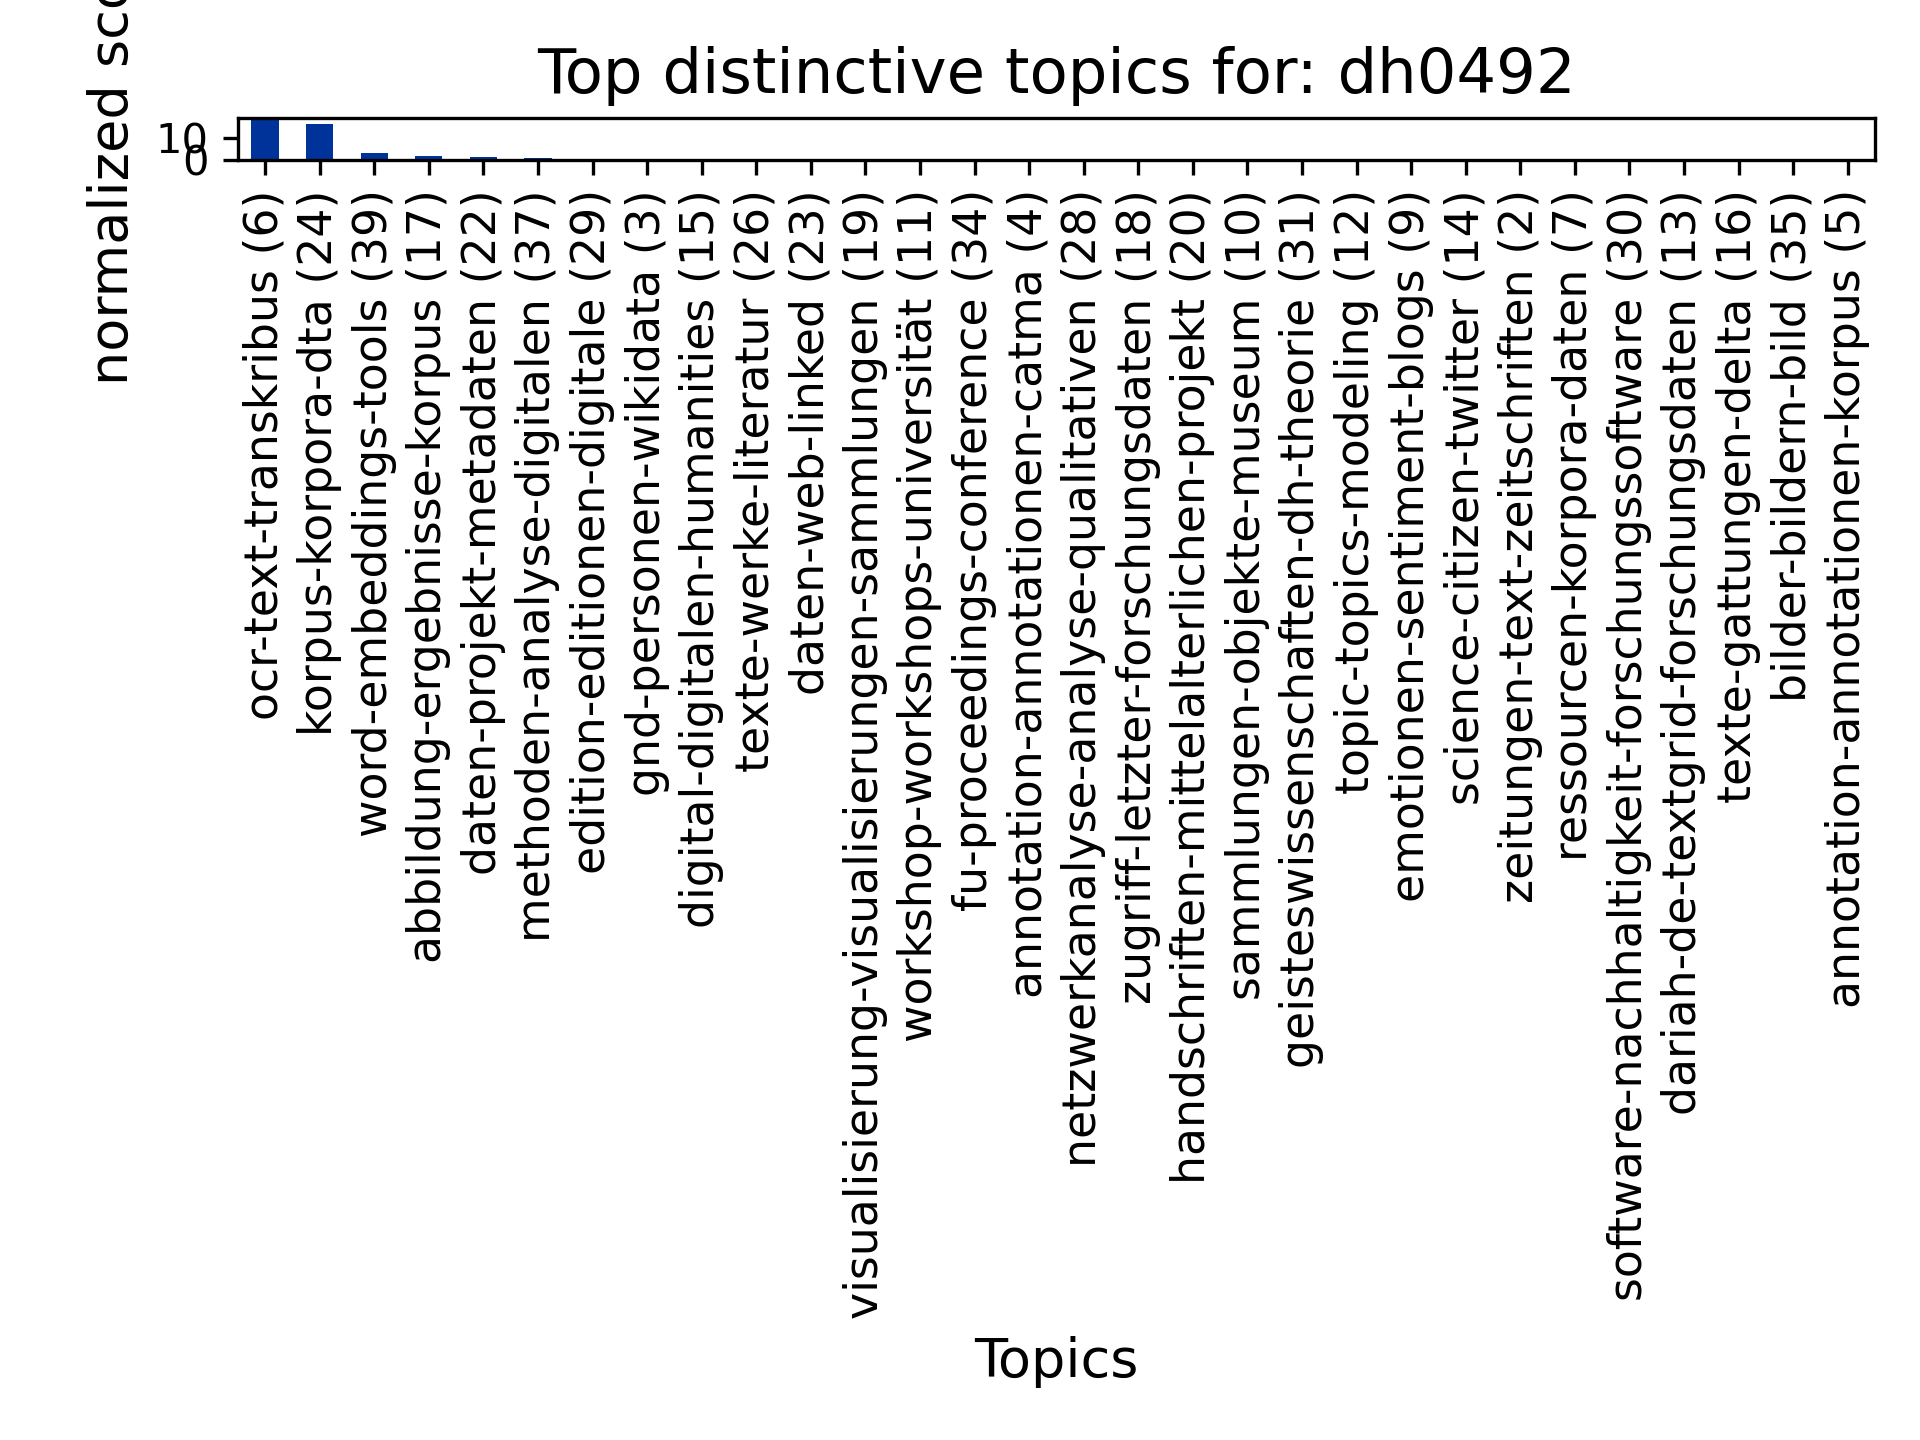 Top distinctive topics for: dh0492
normalized sco
10
0
ocr-text-transkribus (6)
korpus-korpora-dta (24)
word-embeddings-tools (39)
abbildung-ergebnisse-korpus (17)
daten-projekt-metadaten (22)
methoden-analyse-digitalen (37)
edition-editionen-digitale (29)
gnd-personen-wikidata (3)
digital-digitalen-humanities (15)
texte-werke-literatur (26)
daten-web-linked (23)
visualisierung-visualisierungen-sammlungen (19)
workshop-workshops-universität (11)
fu-proceedings-conference (34)
annotation-annotationen-catma (4)
netzwerkanalyse-analyse-qualitativen (28)
zugriff-letzter-forschungsdaten (18)
handschriften-mittelalterlichen-projekt (20)
sammlungen-objekte-museum (10)
geisteswissenschaften-dh-theorie (31)
topic-topics-modeling (12)
emotionen-sentiment-blogs (9)
science-citizen-twitter (14)
zeitungen-text-zeitschriften (2)
ressourcen-korpora-daten (7)
software-nachhaltigkeit-forschungssoftware (30)
dariah-de-textgrid-forschungsdaten (13)
texte-gattungen-delta (16)
bilder-bildern-bild (35)
annotation-annotationen-korpus (5)
Topics